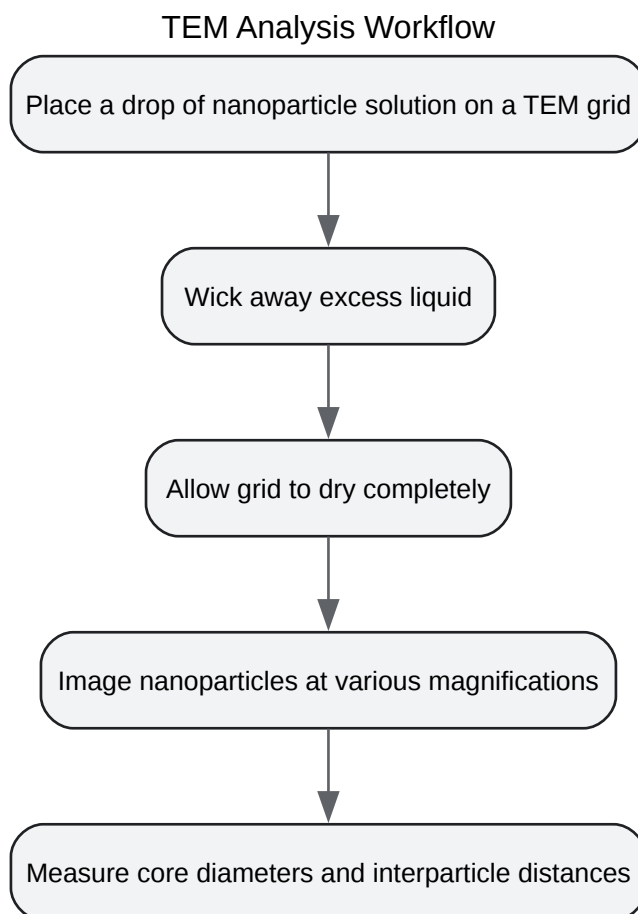 TEM Analysis Workflow
Place a drop of nanoparticle solution on a TEM grid
Wick away excess liquid
Allow grid to dry completely
Image nanoparticles at various magnifications
Measure core diameters and interparticle distances